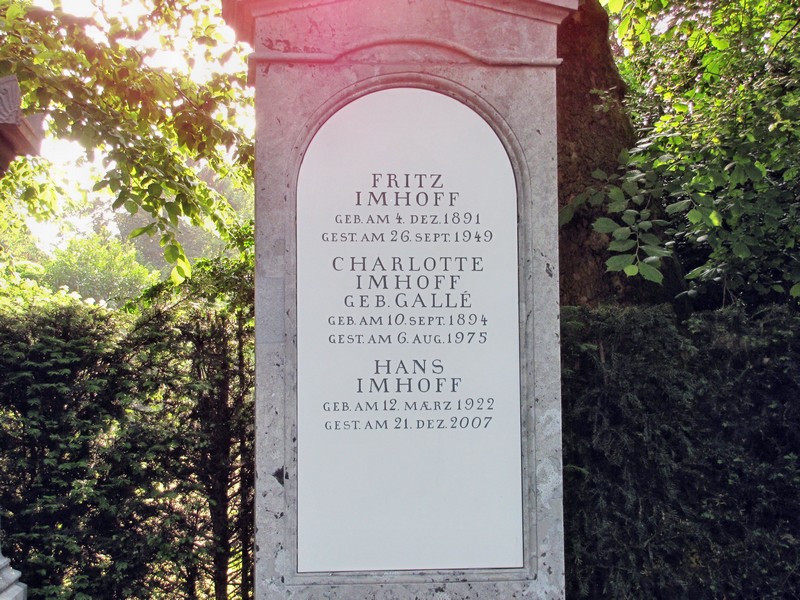 FRITZ
IMHOFF
GEB. AM 4. DEZ. 1891
GEST. AM 26. SEPT. 1949
CHARLOTTE
IMHOFF
GEB. GALLÉ
GEB. AM 10. SEPT. 1894
GEST. AM 6. AUG. 1975
HANS
IMHOFF
GEB. AM 12. MÆRZ 1922
GEST. AM 21. DEZ. 2007